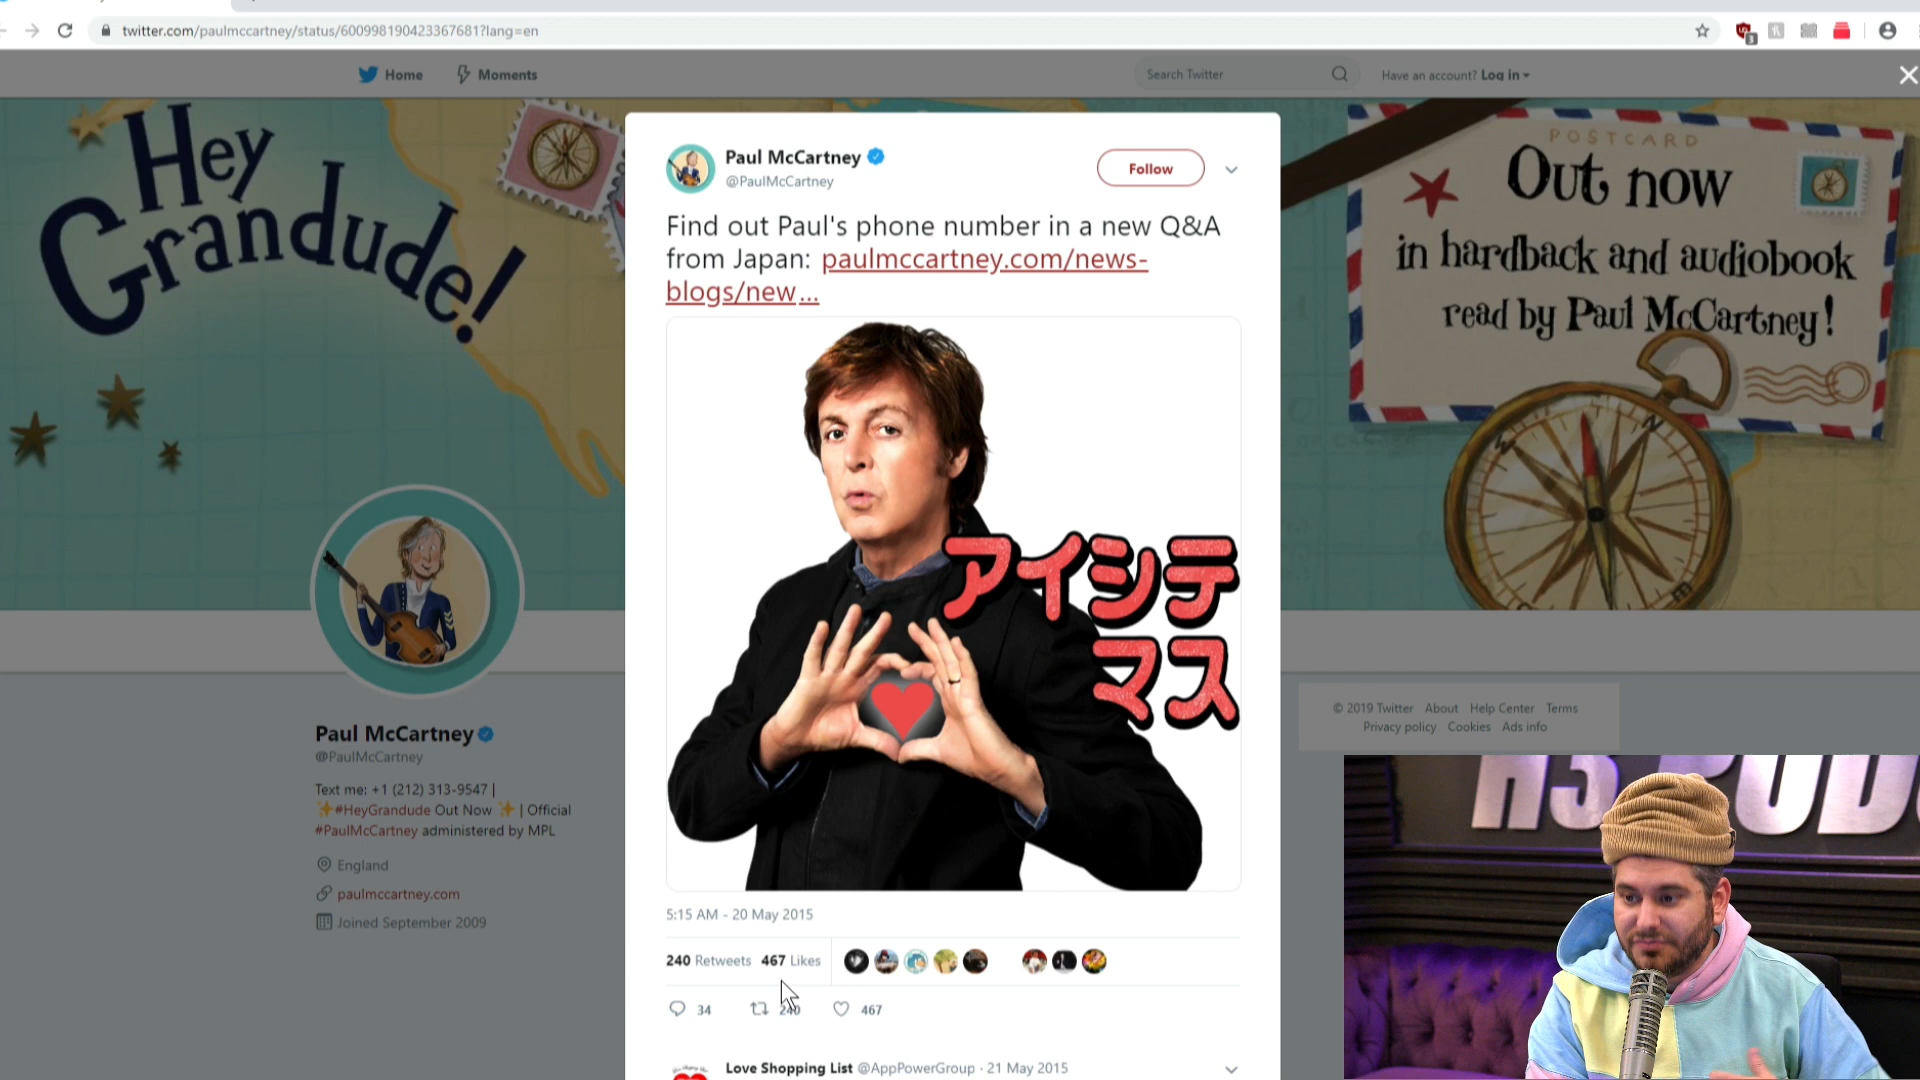 twitter.com/paulmccartney/status/600998190423367681?lang=en
Home
Moments
Search Twitter
Have an account? Log in
Hey
Grandude!
POSTCARD
Out now
in hardback and audiobook
read by Paul McCartney!
Paul McCartney
@PaulMcCartney
Follow
Find out Paul's phone number in a new Q&A
from Japan: paulmccartney.com/news-
blogs/new...
アイシテ
マス
5:15 AM - 20 May 2015
240 Retweets 467 Likes
34
240
467
Love Shopping List @AppPowerGroup · 21 May 2015
Paul McCartney
@PaulMcCartney
Text me: +1 (212) 313-9547 |
✨#HeyGrandude Out Now ✨ | Official
#PaulMcCartney administered by MPL
England
paulmccartney.com
Joined September 2009
© 2019 Twitter About Help Center Terms
Privacy policy Cookies Ads info
H3 PODC